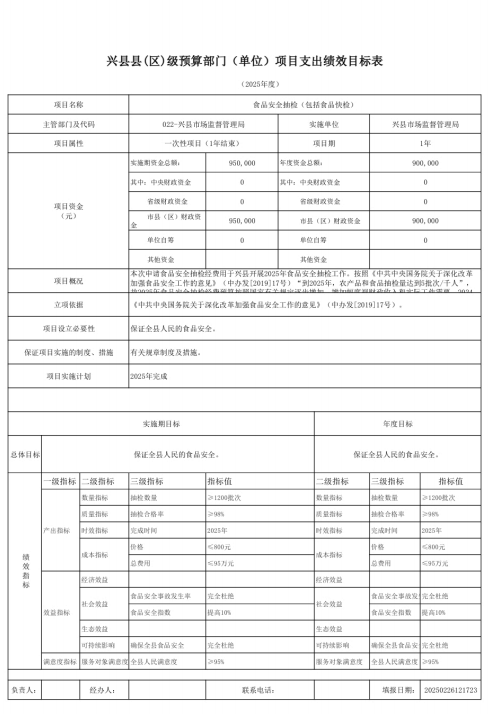 兴县县(区)级预算部门（单位）项目支出绩效目标表
（2025年度）
项目名称 食品安全抽检（包括食品快检）
主管部门及代码 022-兴县市场监督管理局 实施单位 兴县市场监督管理局
项目属性 一次性项目（1年结束） 项目期 1年
项目资金（元） 实施期资金总额： 950,000 年度资金总额： 900,000
其中：中央财政资金 0 其中：中央财政资金 0
省级财政资金 0 省级财政资金 0
市县（区）财政资金 950,000 市县（区）财政资金 900,000
单位自筹 0 单位自筹 0
其他资金 其他资金
项目概况 本次申请食品安全抽检经费用于兴县开展2025年食品安全抽检工作。按照《中共中央国务院关于深化改革
加强食品安全工作的意见》（中办发[2019]17号）“到2025年，农产品和食品抽检量达到5批次/千人”，
立项依据 《中共中央国务院关于深化改革加强食品安全工作的意见》（中办发[2019]17号）。
项目设立必要性 保证全县人民的食品安全。
保证项目实施的制度、措施 有关规章制度及措施。
项目实施计划 2025年完成
实施期目标 年度目标
总体目标 保证全县人民的食品安全。 保证全县人民的食品安全。
绩效指标 一级指标 二级指标 三级指标 指标值 二级指标 三级指标 指标值
产出指标 数量指标 抽检数量 ≥1200批次 数量指标 抽检数量 ≥1200批次
质量指标 抽检合格率 ≥98% 质量指标 抽检合格率 ≥98%
时效指标 完成时间 2025年 时效指标 完成时间 2025年
成本指标 价格 ≤800元 成本指标 价格 ≤800元
总费用 ≤95万元 总费用 ≤95万元
效益指标 经济效益 经济效益
社会效益 食品安全事故发生率 完全杜绝 社会效益 食品安全事故发 完全杜绝
食品安全指数 提高10% 食品安全指数 提高10%
生态效益 生态效益
可持续影响 确保全县食品安全 完全杜绝 可持续影响 确保全县食品安 完全杜绝
满意度指标 服务对象满意度 全县人民满意度 ≥95% 服务对象满意度 全县人民满意度 ≥95%
负责人： 经办人： 联系电话： 填报日期： 20250226121723